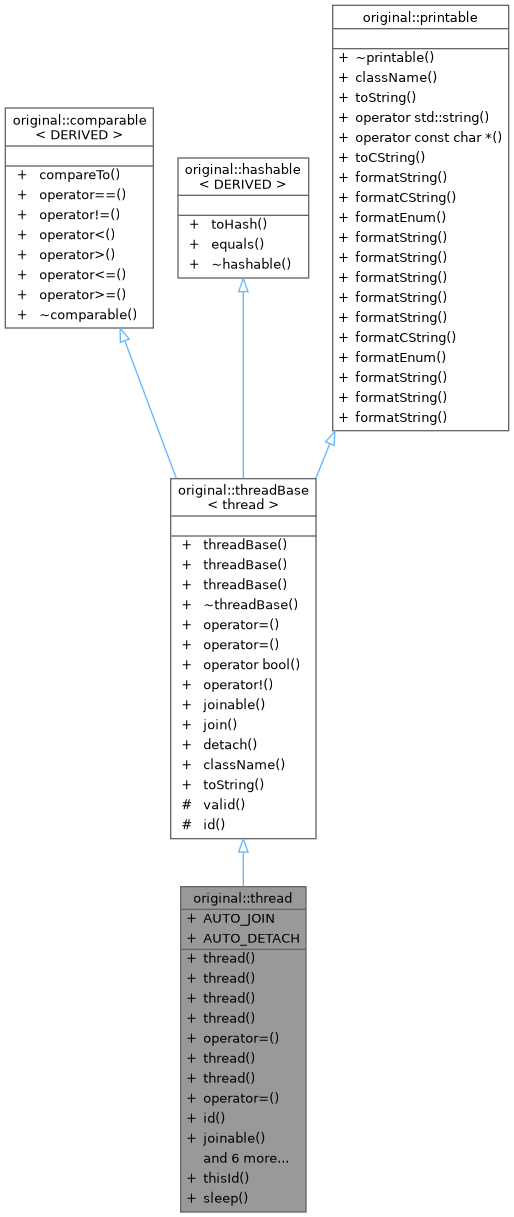 original::printable
+ ~printable()
+ className()
+ toString()
+ operator std::string()
+ operator const char *()
+ toCString()
+ formatString()
+ formatCString()
+ formatEnum()
+ formatString()
+ formatString()
+ formatString()
+ formatString()
+ formatString()
+ formatCString()
+ formatEnum()
+ formatString()
+ formatString()
+ formatString()
original::comparable
< DERIVED >
+ compareTo()
+ operator==()
+ operator!=()
+ operator<()
+ operator>()
+ operator<=()
+ operator>=()
+ ~comparable()
original::hashable
< DERIVED >
+ toHash()
+ equals()
+ ~hashable()
original::threadBase
< thread >
+ threadBase()
+ threadBase()
+ threadBase()
+ ~threadBase()
+ operator=()
+ operator=()
+ operator bool()
+ operator!()
+ joinable()
+ join()
+ detach()
+ className()
+ toString()
# valid()
# id()
original::thread
+ AUTO_JOIN
+ AUTO_DETACH
+ thread()
+ thread()
+ thread()
+ thread()
+ operator=()
+ thread()
+ thread()
+ operator=()
+ id()
+ joinable()
and 6 more...
+ thisId()
+ sleep()